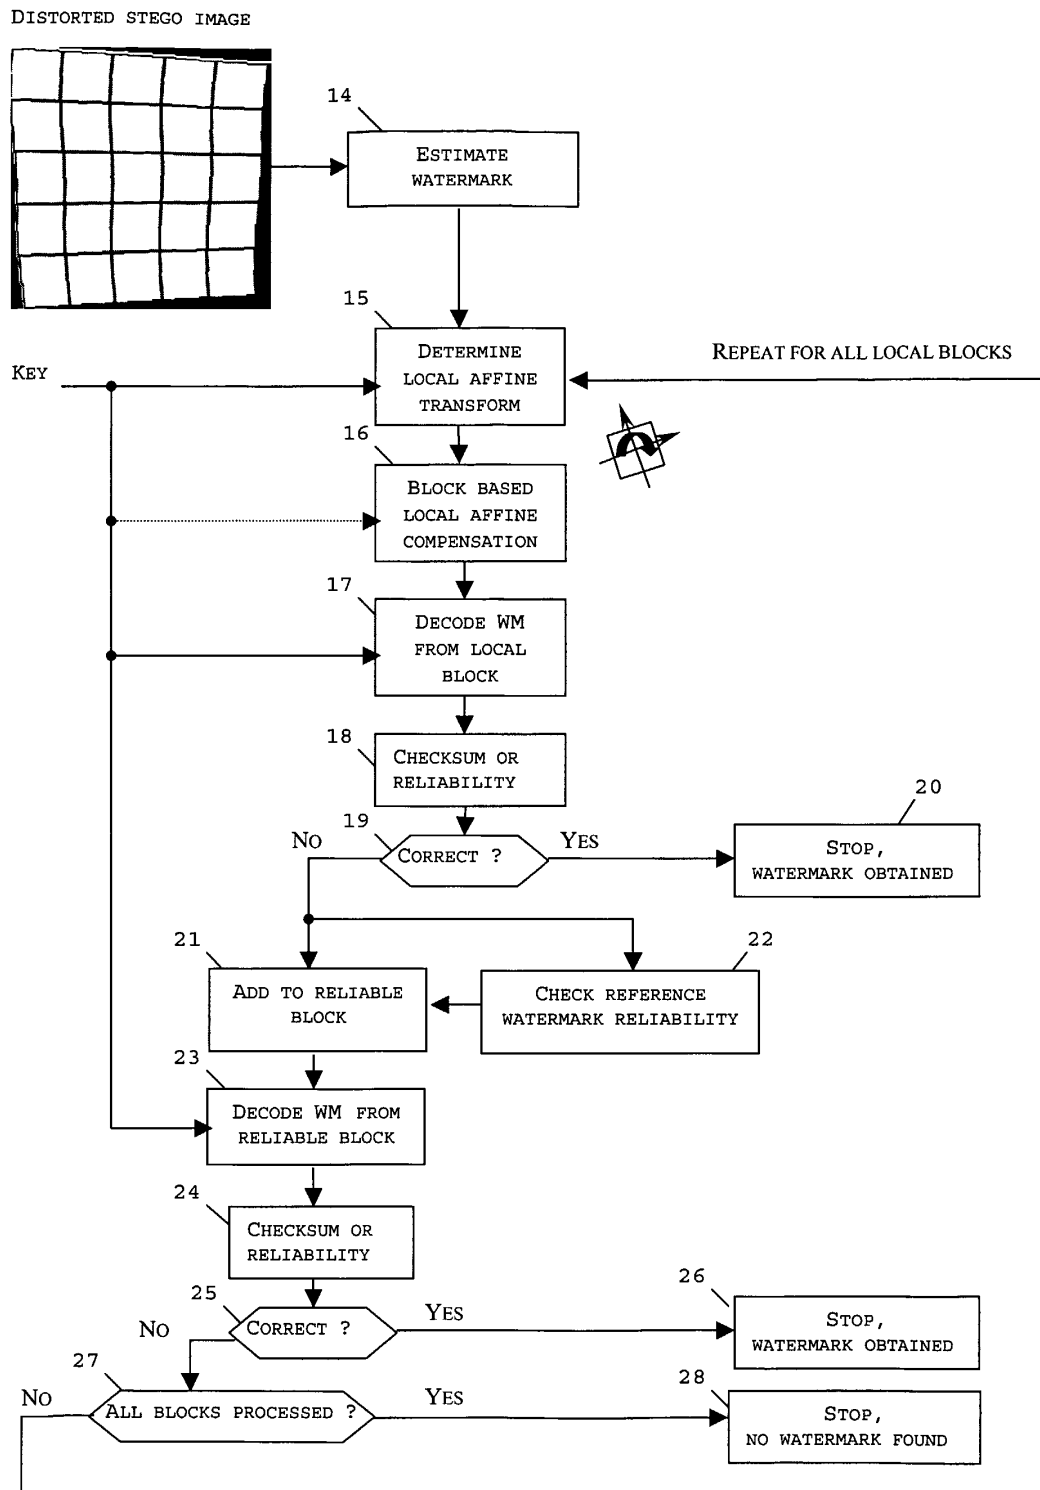 DISTORTED STEGO IMAGE
14
ESTIMATE
WATERMARK
15
DETERMINE
LOCAL AFFINE
TRANSFORM
REPEAT FOR ALL LOCAL BLOCKS
KEY
16
BLOCK BASED
LOCAL AFFINE
COMPENSATION
17
DECODE WM
FROM LOCAL
BLOCK
18
CHECKSUM OR
RELIABILITY
19
NO
CORRECT ?
YES
20
STOP,
WATERMARK OBTAINED
21
ADD TO RELIABLE
BLOCK
22
CHECK REFERENCE
WATERMARK RELIABILITY
23
DECODE WM FROM
RELIABLE BLOCK
24
CHECKSUM OR
RELIABILITY
25
NO
CORRECT ?
YES
26
STOP,
WATERMARK OBTAINED
27
NO
ALL BLOCKS PROCESSED ?
YES
28
STOP,
NO WATERMARK FOUND